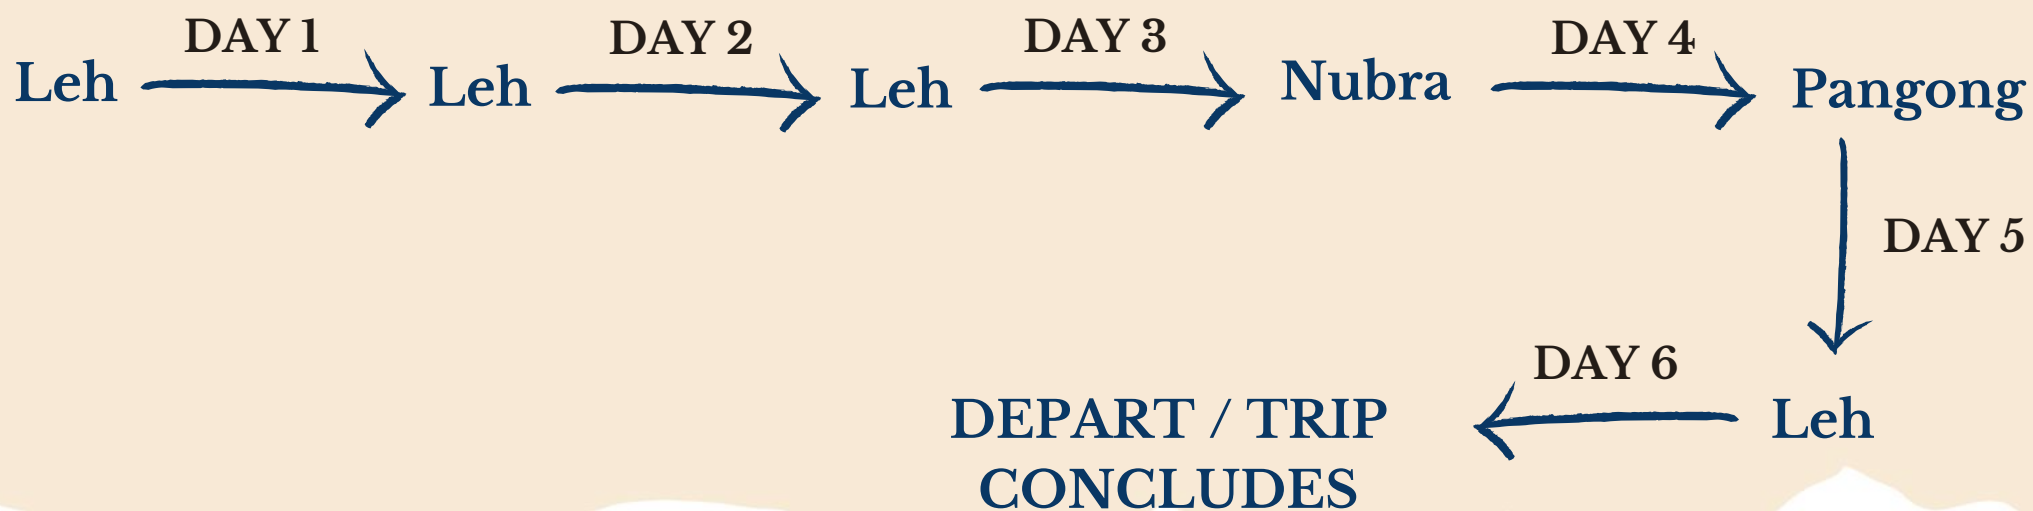 DAY 1
DAY 2
DAY 3
DAY 4
Leh
Leh
Leh
Nubra
Pangong
DAY 5
DAY 6
Leh
DEPART / TRIP
CONCLUDES